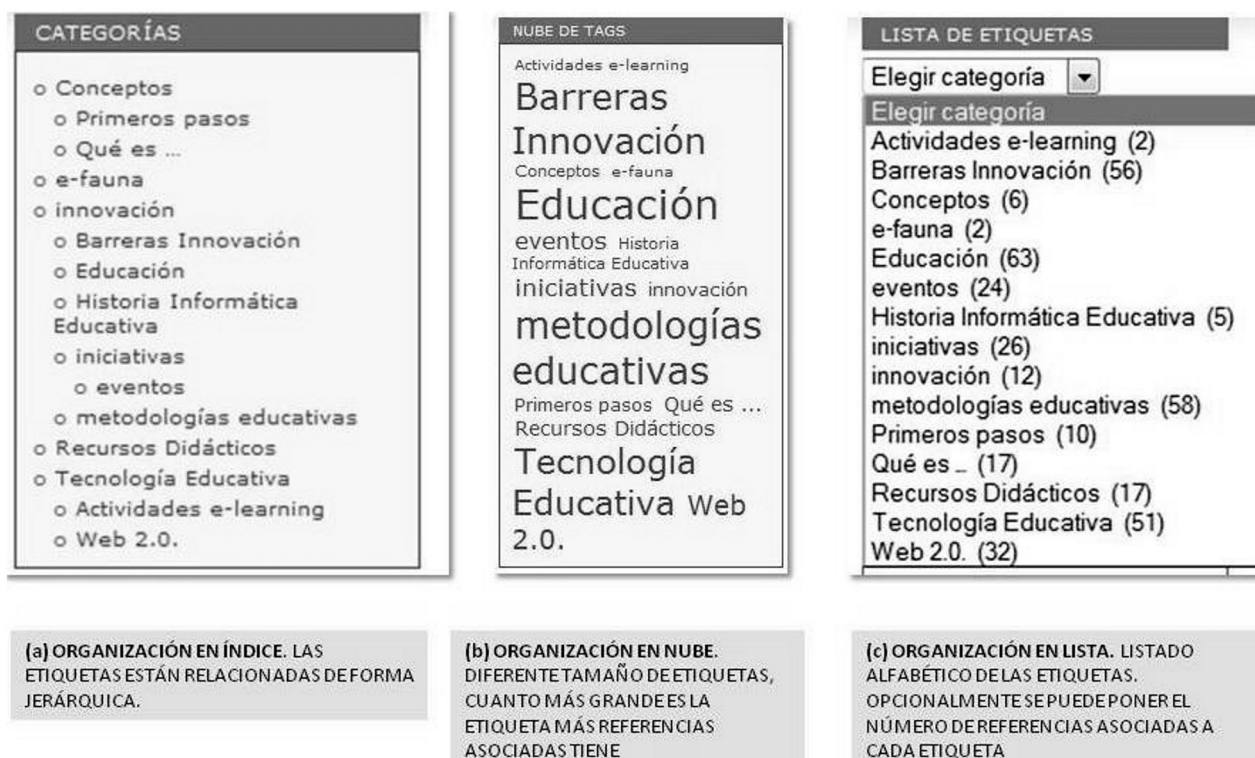 CATEGORÍAS
o Conceptos
o Primeros pasos
o Qué es ...
o e-fauna
o innovación
o Barreras Innovación
o Educación
o Historia Informática
Educativa
o iniciativas
o eventos
o metodologías educativas
o Recursos Didácticos
o Tecnología Educativa
o Actividades e-learning
o Web 2.0.
NUBE DE TAGS
Actividades e-learning
Barreras
Innovación
Conceptos e-fauna
Educación
eventos Historia
Informática Educativa
iniciativas innovación
metodologías
educativas
Primeros pasos Qué es ...
Recursos Didácticos
Tecnología
Educativa Web
2.0.
LISTA DE ETIQUETAS
Elegir categoría
Elegir categoría
Actividades e-learning (2)
Barreras Innovación (56)
Conceptos (6)
e-fauna (2)
Educación (63)
eventos (24)
Historia Informática Educativa (5)
iniciativas (26)
innovación (12)
metodologías educativas (58)
Primeros pasos (10)
Qué es ... (17)
Recursos Didácticos (17)
Tecnología Educativa (51)
Web 2.0. (32)
(a) ORGANIZACIÓN EN ÍNDICE. LAS
ETIQUETAS ESTÁN RELACIONADAS DE FORMA
JERÁRQUICA.
(b) ORGANIZACIÓN EN NUBE.
DIFERENTE TAMAÑO DE ETIQUETAS,
CUANTO MÁS GRANDE ES LA
ETIQUETA MÁS REFERENCIAS
ASOCIADAS TIENE
(c) ORGANIZACIÓN EN LISTA. LISTADO
ALFABÉTICO DE LAS ETIQUETAS.
OPCIONALMENTE SE PUEDE PONER EL
NÚMERO DE REFERENCIAS ASOCIADAS A
CADA ETIQUETA